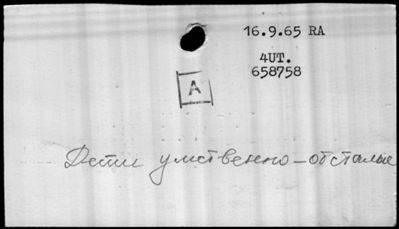 16.9.65 RA
4UT.
658758
A
Дети умственно-отсталые